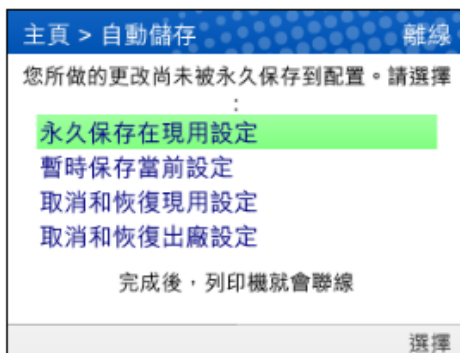 主頁 > 自動儲存 離線
您所做的更改尚未被永久保存到配置。請選擇
:
永久保存在現用設定
暫時保存當前設定
取消和恢復現用設定
取消和恢復出廠設定
完成後，列印機就會聯線
選擇